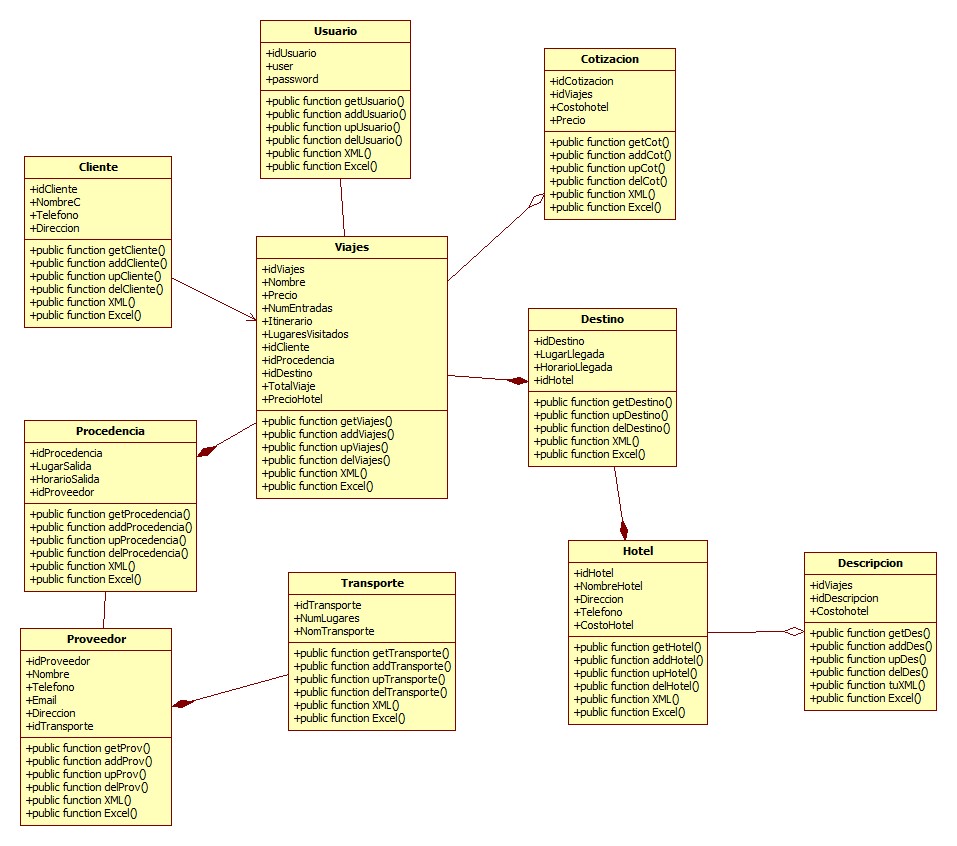 Usuario
+idUsuario
+user
+password
+public function getUsuario()
+public function addUsuario()
+public function upUsuario()
+public function delUsuario()
+public function XML()
+public function Excel()
Cotizacion
+idCotizacion
+idViajes
+Costohotel
+Precio
+public function getCot()
+public function addCot()
+public function upCot()
+public function delCot()
+public function XML()
+public function Excel()
Cliente
+idCliente
+NombreC
+Telefono
+Direccion
+public function getCliente()
+public function addCliente()
+public function upCliente()
+public function delCliente()
+public function XML()
+public function Excel()
Viajes
+idViajes
+Nombre
+Precio
+NumEntradas
+Itinerario
+LugaresVisitados
+idCliente
+idProcedencia
+idDestino
+TotalViaje
+PrecioHotel
+public function getViajes()
+public function addViajes()
+public function upViajes()
+public function delViajes()
+public function XML()
+public function Excel()
Destino
+idDestino
+LugarLlegada
+HorarioLlegada
+idHotel
+public function getDestino()
+public function upDestino()
+public function delDestino()
+public function XML()
+public function Excel()
Procedencia
+idProcedencia
+LugarSalida
+HorarioSalida
+idProveedor
+public function getProcedencia()
+public function addProcedencia()
+public function upProcedencia()
+public function delProcedencia()
+public function XML()
+public function Excel()
Hotel
+idHotel
+NombreHotel
+Direccion
+Telefono
+CostoHotel
+public function getHotel()
+public function addHotel()
+public function upHotel()
+public function delHotel()
+public function XML()
+public function Excel()
Descripcion
+idViajes
+idDescripcion
+Costohotel
+public function getDes()
+public function addDes()
+public function upDes()
+public function delDes()
+public function tuXML()
+public function Excel()
Transporte
+idTransporte
+NumLugares
+NomTransporte
+public function getTransporte()
+public function addTransporte()
+public function upTransporte()
+public function delTransporte()
+public function XML()
+public function Excel()
Proveedor
+idProveedor
+Nombre
+Telefono
+Email
+Direccion
+idTransporte
+public function getProv()
+public function addProv()
+public function upProv()
+public function delProv()
+public function XML()
+public function Excel()